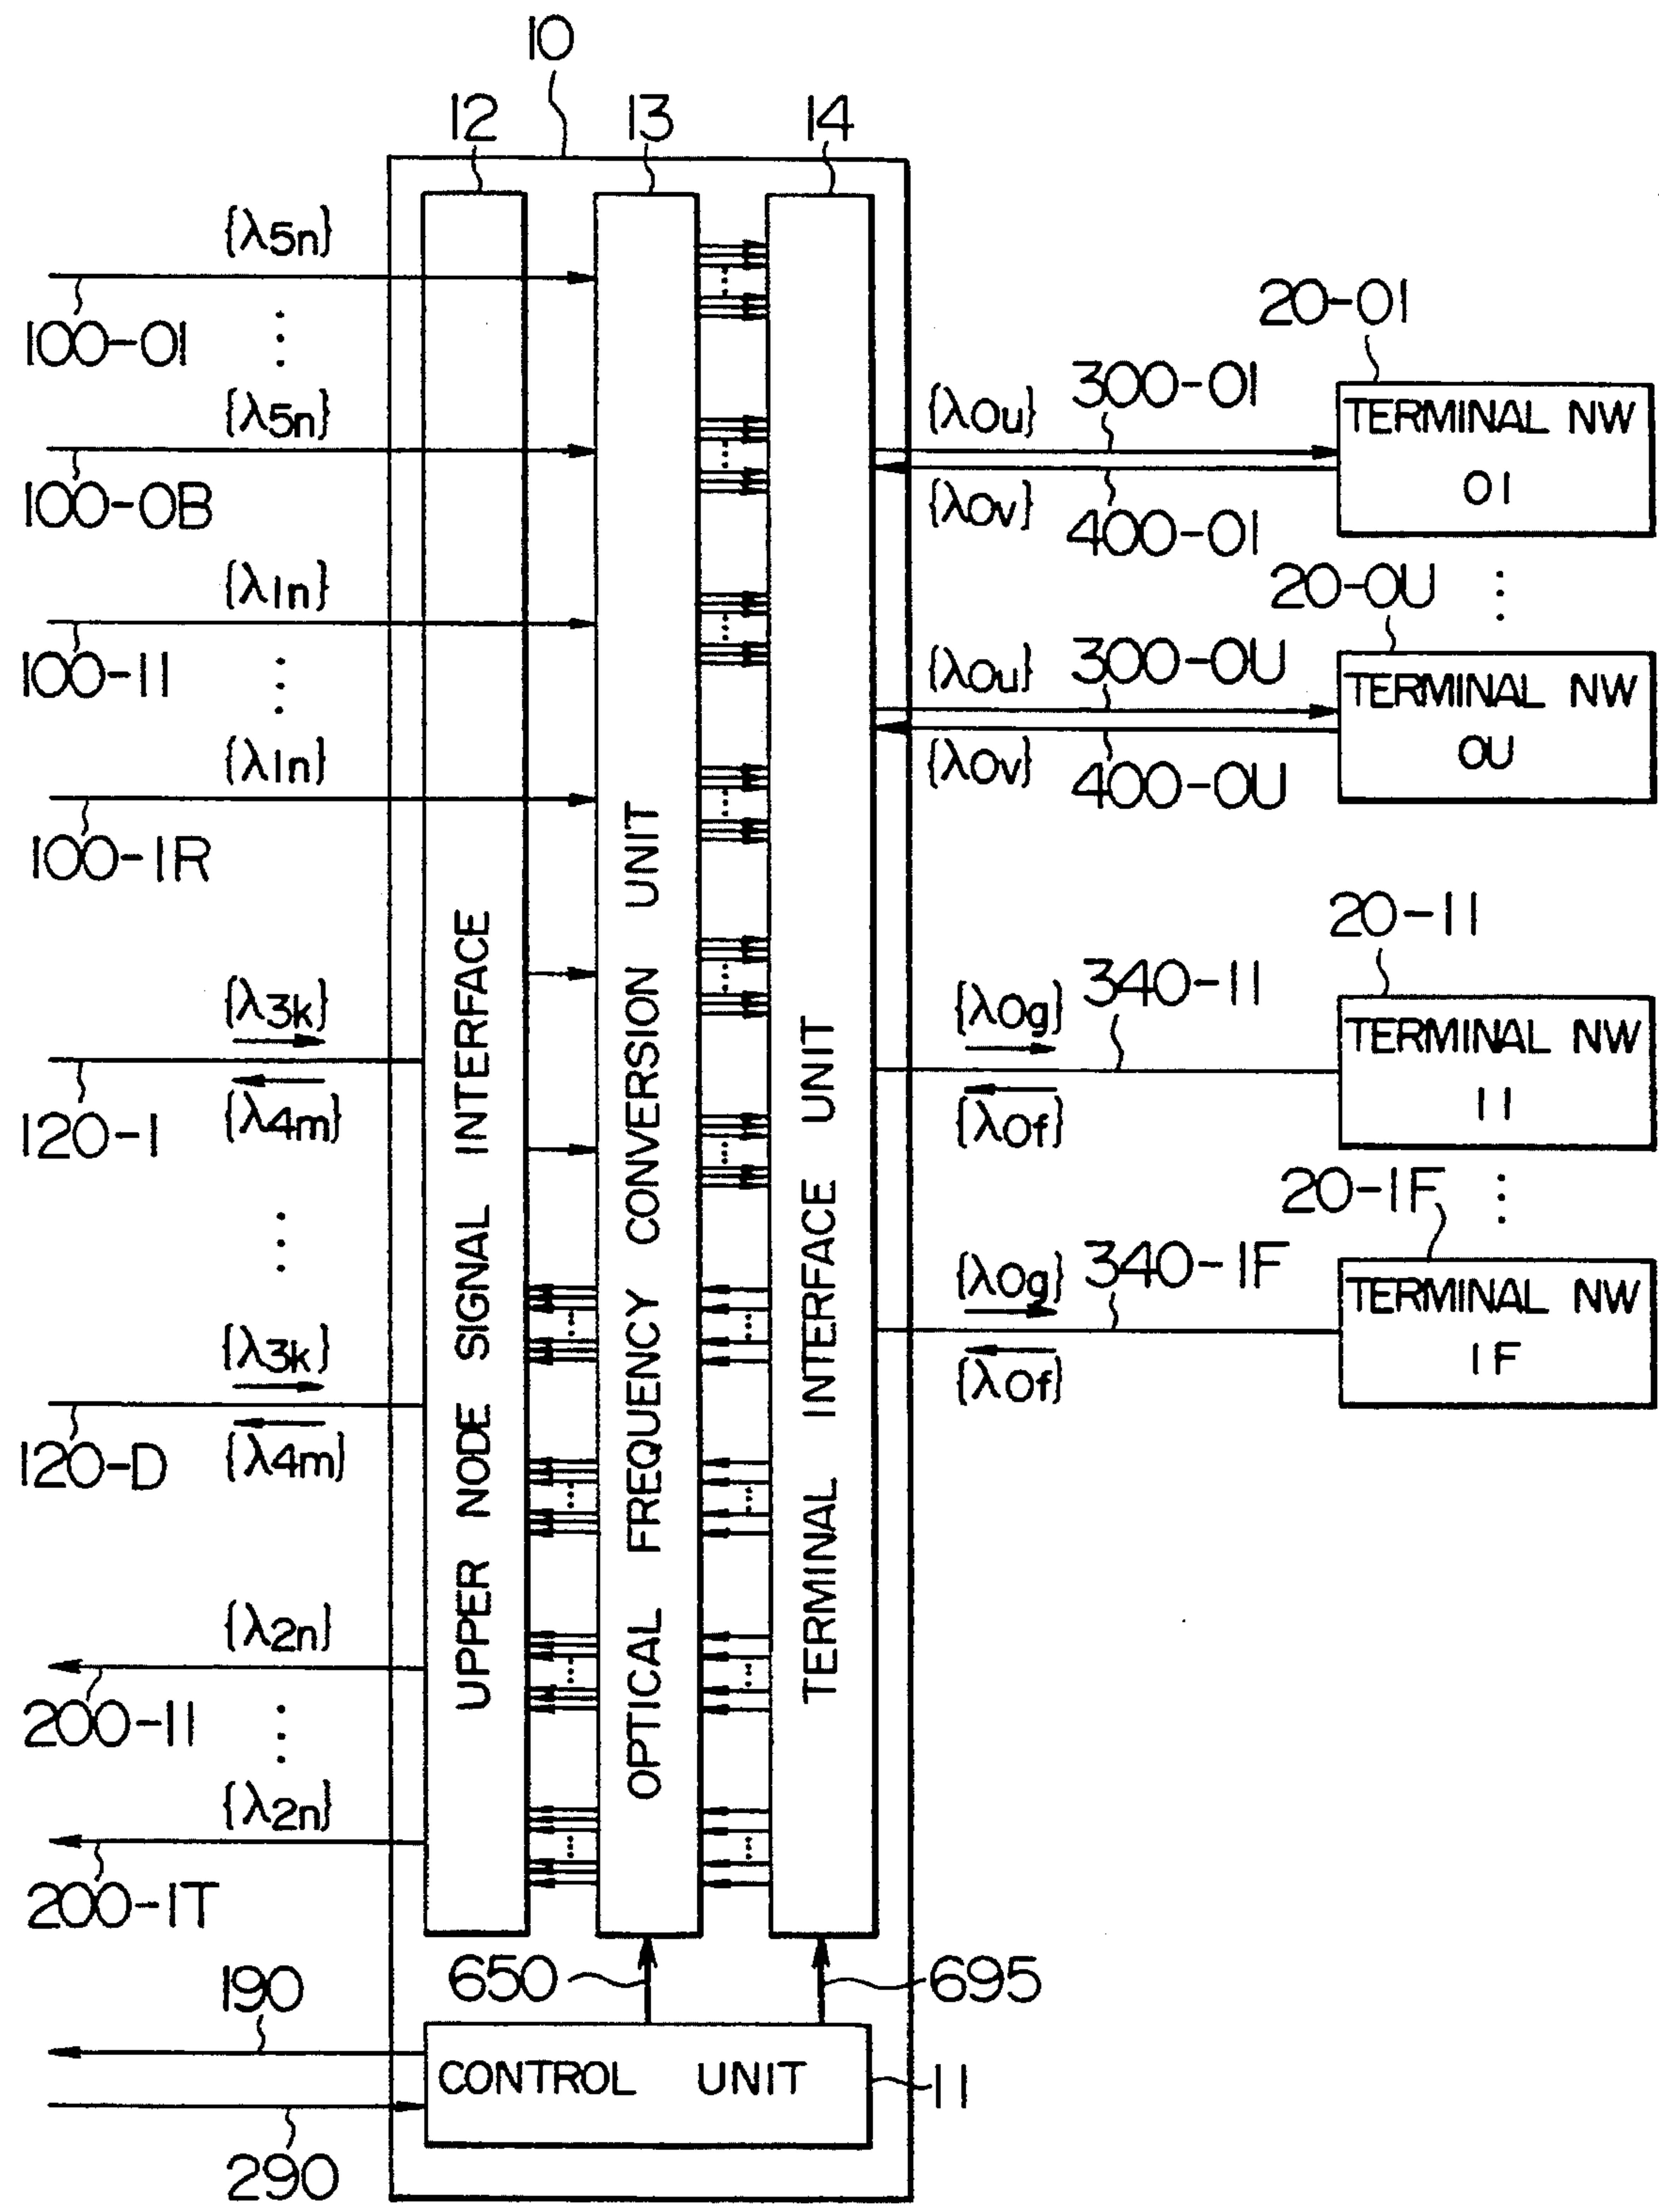 10
12
13
14
{λ5n}
100-01
{λ5n}
100-0B
{λ1n}
100-11
{λ1n}
100-1R
{λ3k}
{λ4m}
120-1
{λ3k}
{λ4m}
120-D
{λ2n}
200-11
{λ2n}
200-1T
190
290
UPPER NODE SIGNAL INTERFACE
OPTICAL FREQUENCY CONVERSION UNIT
TERMINAL INTERFACE UNIT
650
695
CONTROL UNIT
11
20-01
{λ0u} 300-01
{λ0v} 400-01
TERMINAL NW
01
20-0U
{λ0u} 300-0U
{λ0v} 400-0U
TERMINAL NW
0U
20-11
{λ0g} 340-11
{λ0f}
TERMINAL NW
11
20-1F
{λ0g} 340-1F
{λ0f}
TERMINAL NW
1F